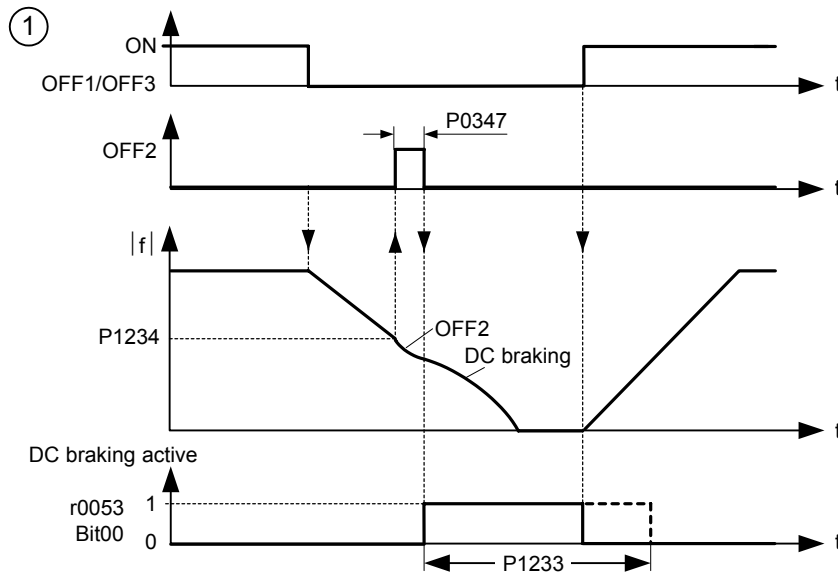 1
ON
OFF1/OFF3
t
P0347
OFF2
t
|f|
P1234
OFF2
DC braking
t
DC braking active
r0053
Bit00
1
0
t
P1233